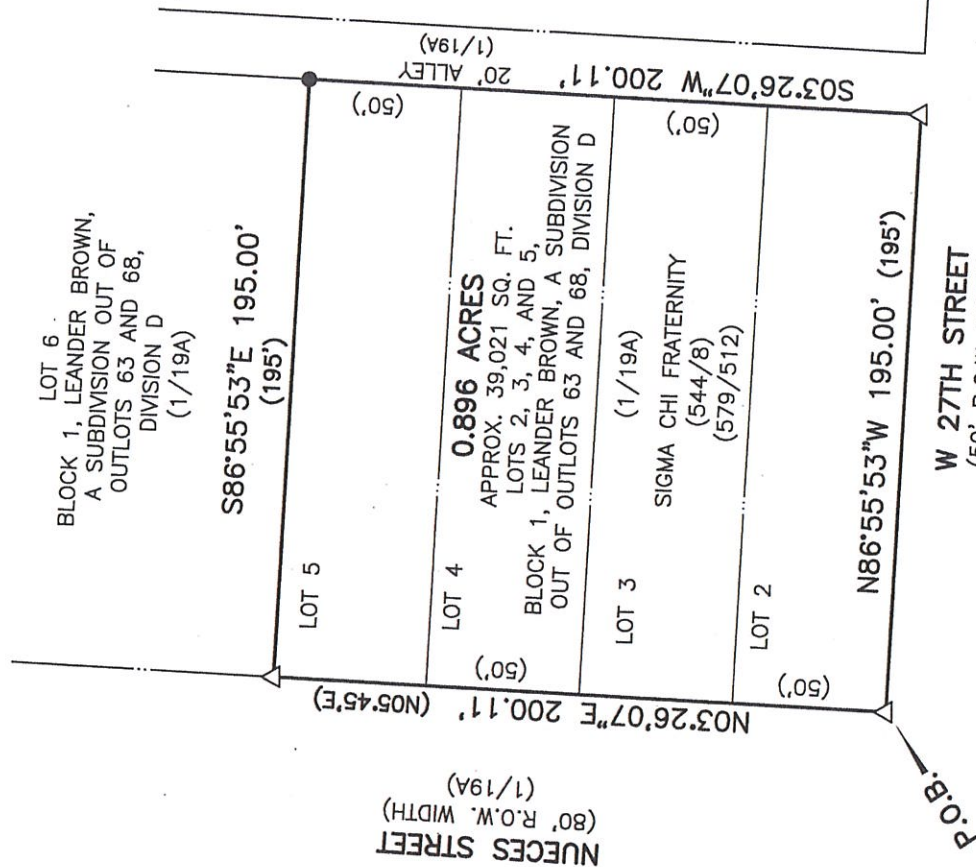 LOT 6
BLOCK 1, LEANDER BROWN,
A SUBDIVISION OUT OF
OUTLOTS 63 AND 68,
DIVISION D
(1/19A)
S86°55'53"E 195.00'
(195')
20' ALLEY
(1/19A)
S03°26'07"W 200.11'
LOT 5
(50')
LOT 4
0.896 ACRES
APPROX. 39,021 SQ. FT.
LOTS 2, 3, 4, AND 5,
BLOCK 1, LEANDER BROWN, A SUBDIVISION
OUT OF OUTLOTS 63 AND 68, DIVISION D
(50')
LOT 3
(1/19A)
SIGMA CHI FRATERNITY
(544/8)
(579/512)
(50')
LOT 2
(50')
N03°26'07"E 200.11' (N05°45'E)
NUECES STREET
(80' R.O.W. WIDTH)
(1/19A)
N86°55'53"W 195.00' (195')
W 27TH STREET
P.O.B.